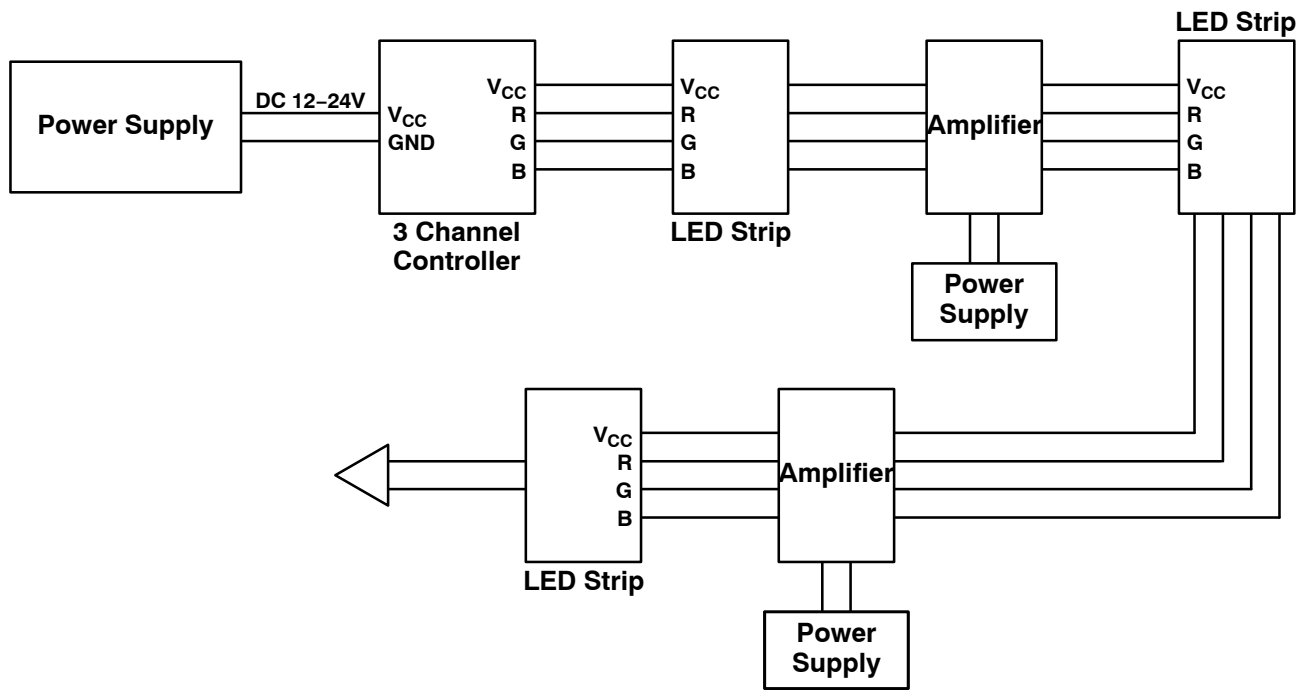 LED Strip
Power Supply
DC 12–24V
VCC
GND
VCC
R
G
B
3 Channel
Controller
VCC
R
G
B
LED Strip
Amplifier
Power
Supply
VCC
R
G
B
VCC
R
G
B
LED Strip
Amplifier
Power
Supply